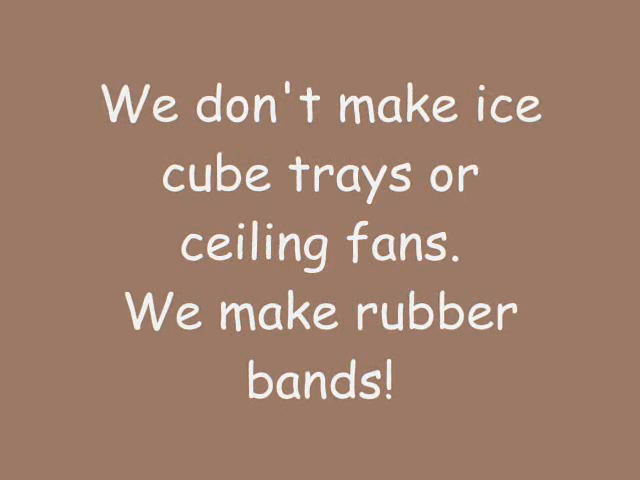 We don't make ice
cube trays or
ceiling fans.
We make rubber
bands!